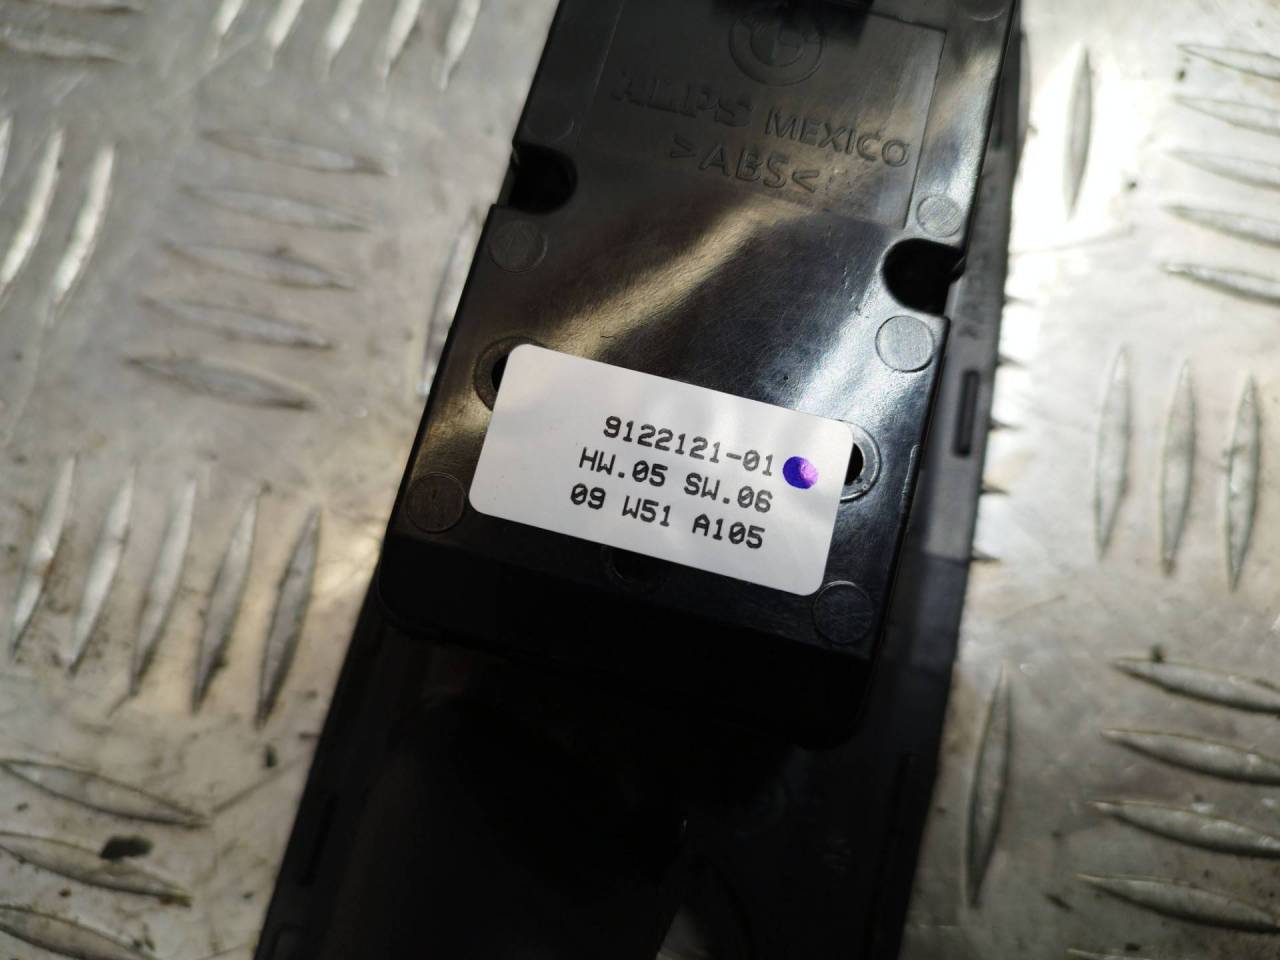 ALPS MEXICO
>ABS<
9122121-01
HW.05 SW.06
09 W51 A105